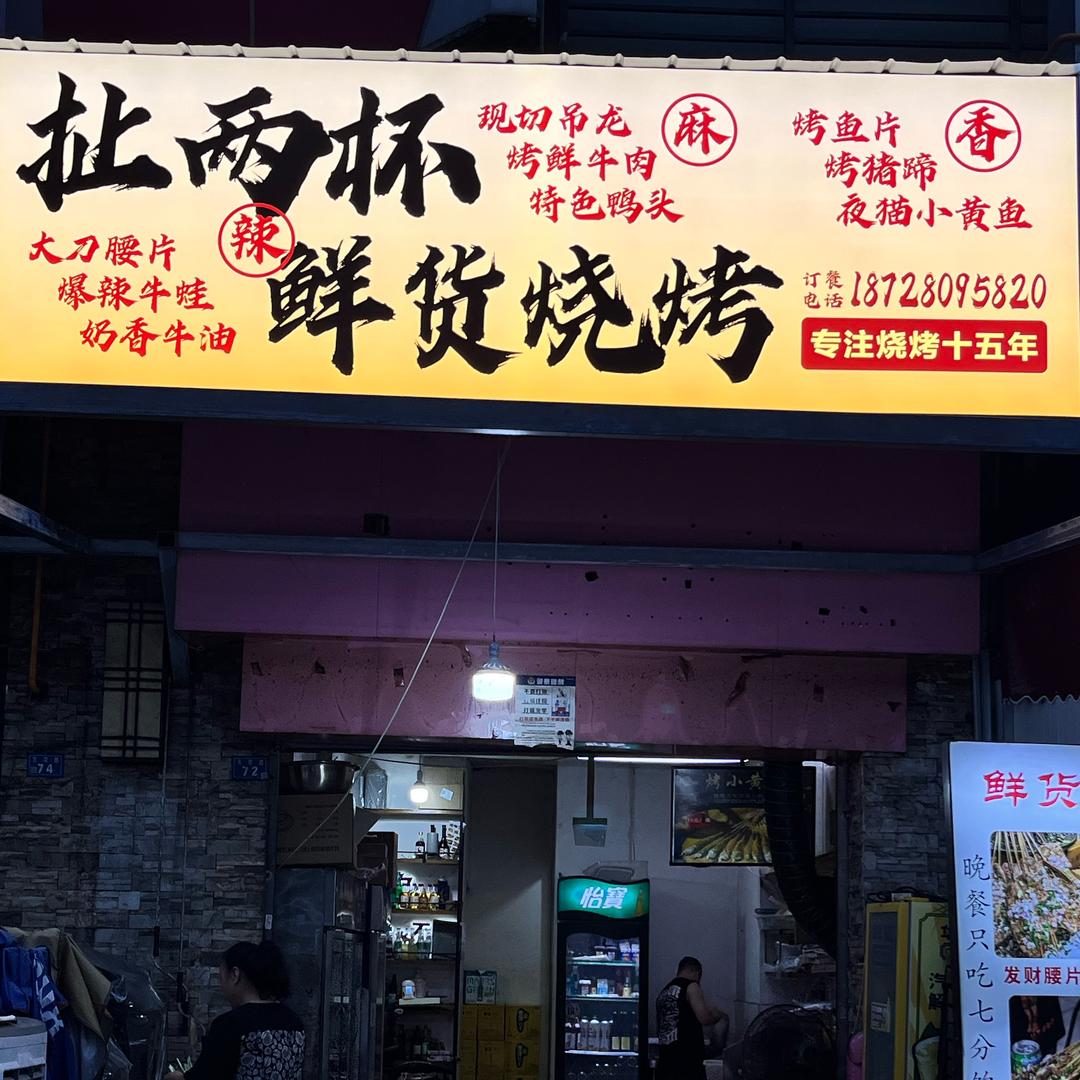 扯两杯
鲜货烧烤
现切吊龙
烤鲜牛肉
特色鸭头
麻
烤鱼片
烤猪蹄
夜猫小黄鱼
香
辣
大刀腰片
爆辣牛蛙
奶香牛油
订餐电话 18728095820
专注烧烤十五年
74
72
怡寶
烤小黄
鲜货
晚餐只吃七分
发财腰片